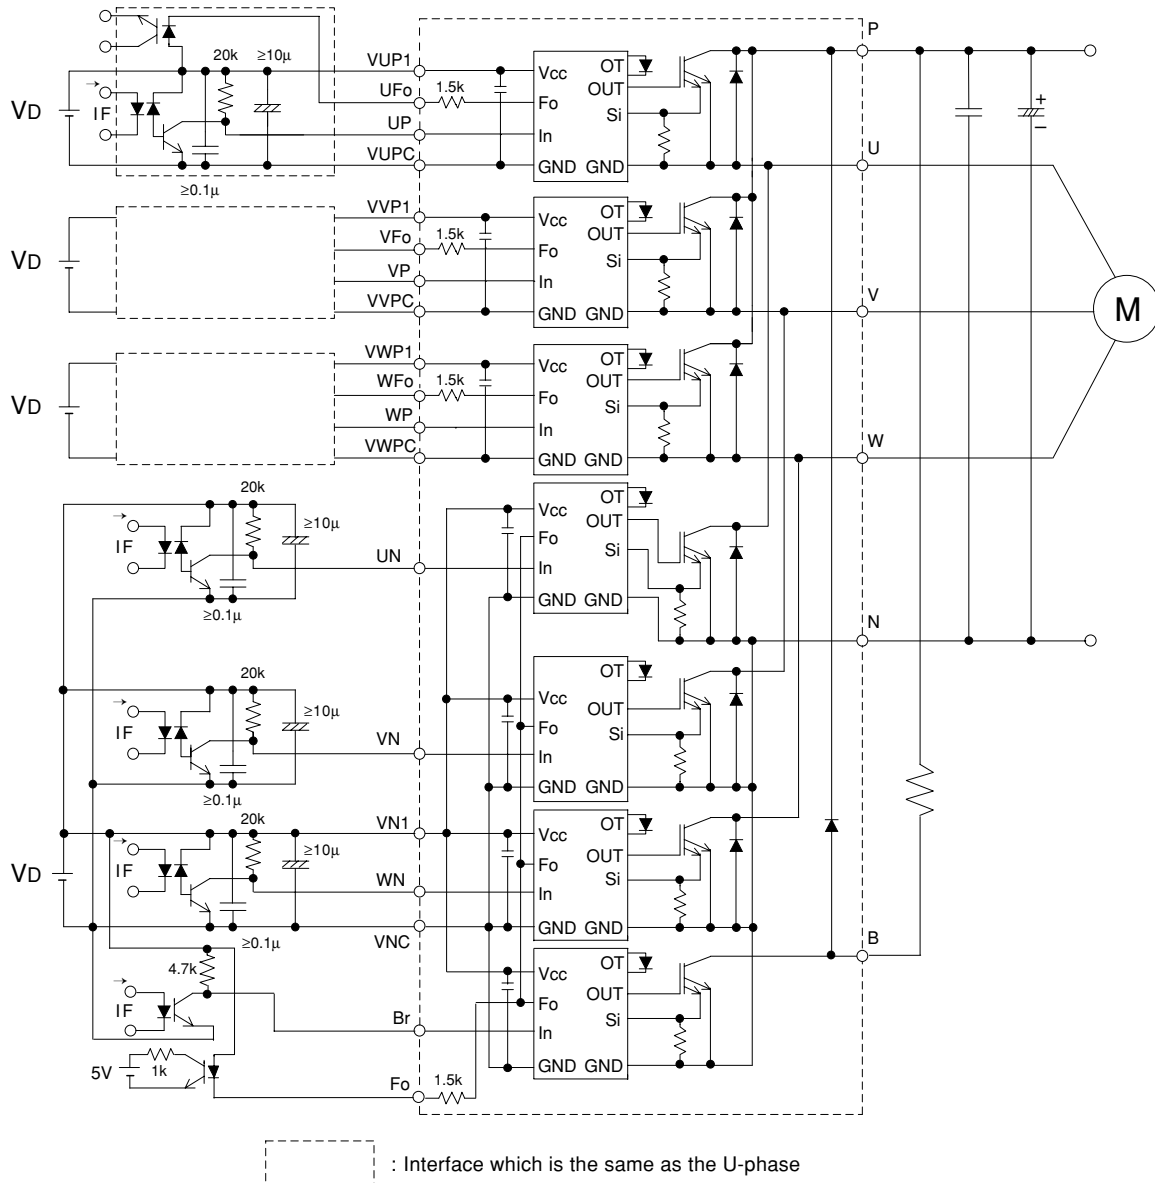 20k
≥10µ
VD
→
IF
≥0.1µ
VUP1
UFo
UP
VUPC
1.5k
Vcc
Fo
In
GND GND
OT
OUT
Si
P
+
–
U
VD
VVP1
VFo
VP
VVPC
1.5k
Vcc
Fo
In
GND GND
OT
OUT
Si
V
M
VD
VWP1
WFo
WP
VWPC
1.5k
Vcc
Fo
In
GND GND
OT
OUT
Si
W
20k
≥10µ
→
IF
≥0.1µ
UN
Vcc
Fo
In
GND GND
OT
OUT
Si
N
20k
≥10µ
→
IF
≥0.1µ
VN
Vcc
Fo
In
GND GND
OT
OUT
Si
20k
≥10µ
VD
→
IF
≥0.1µ
VN1
WN
VNC
Vcc
Fo
In
GND GND
OT
OUT
Si
B
4.7k
→
IF
Br
Vcc
Fo
In
GND GND
OT
OUT
Si
5V
1k
Fo
1.5k
: Interface which is the same as the U-phase